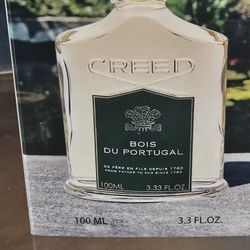 CREED
BOIS
DU PORTUGAL
DE PÈRE EN FILS DEPUIS 1760
FROM FATHER TO SON SINCE 1760
100ML 3.33 FL.OZ.
100 ML 3.3 FL.OZ.